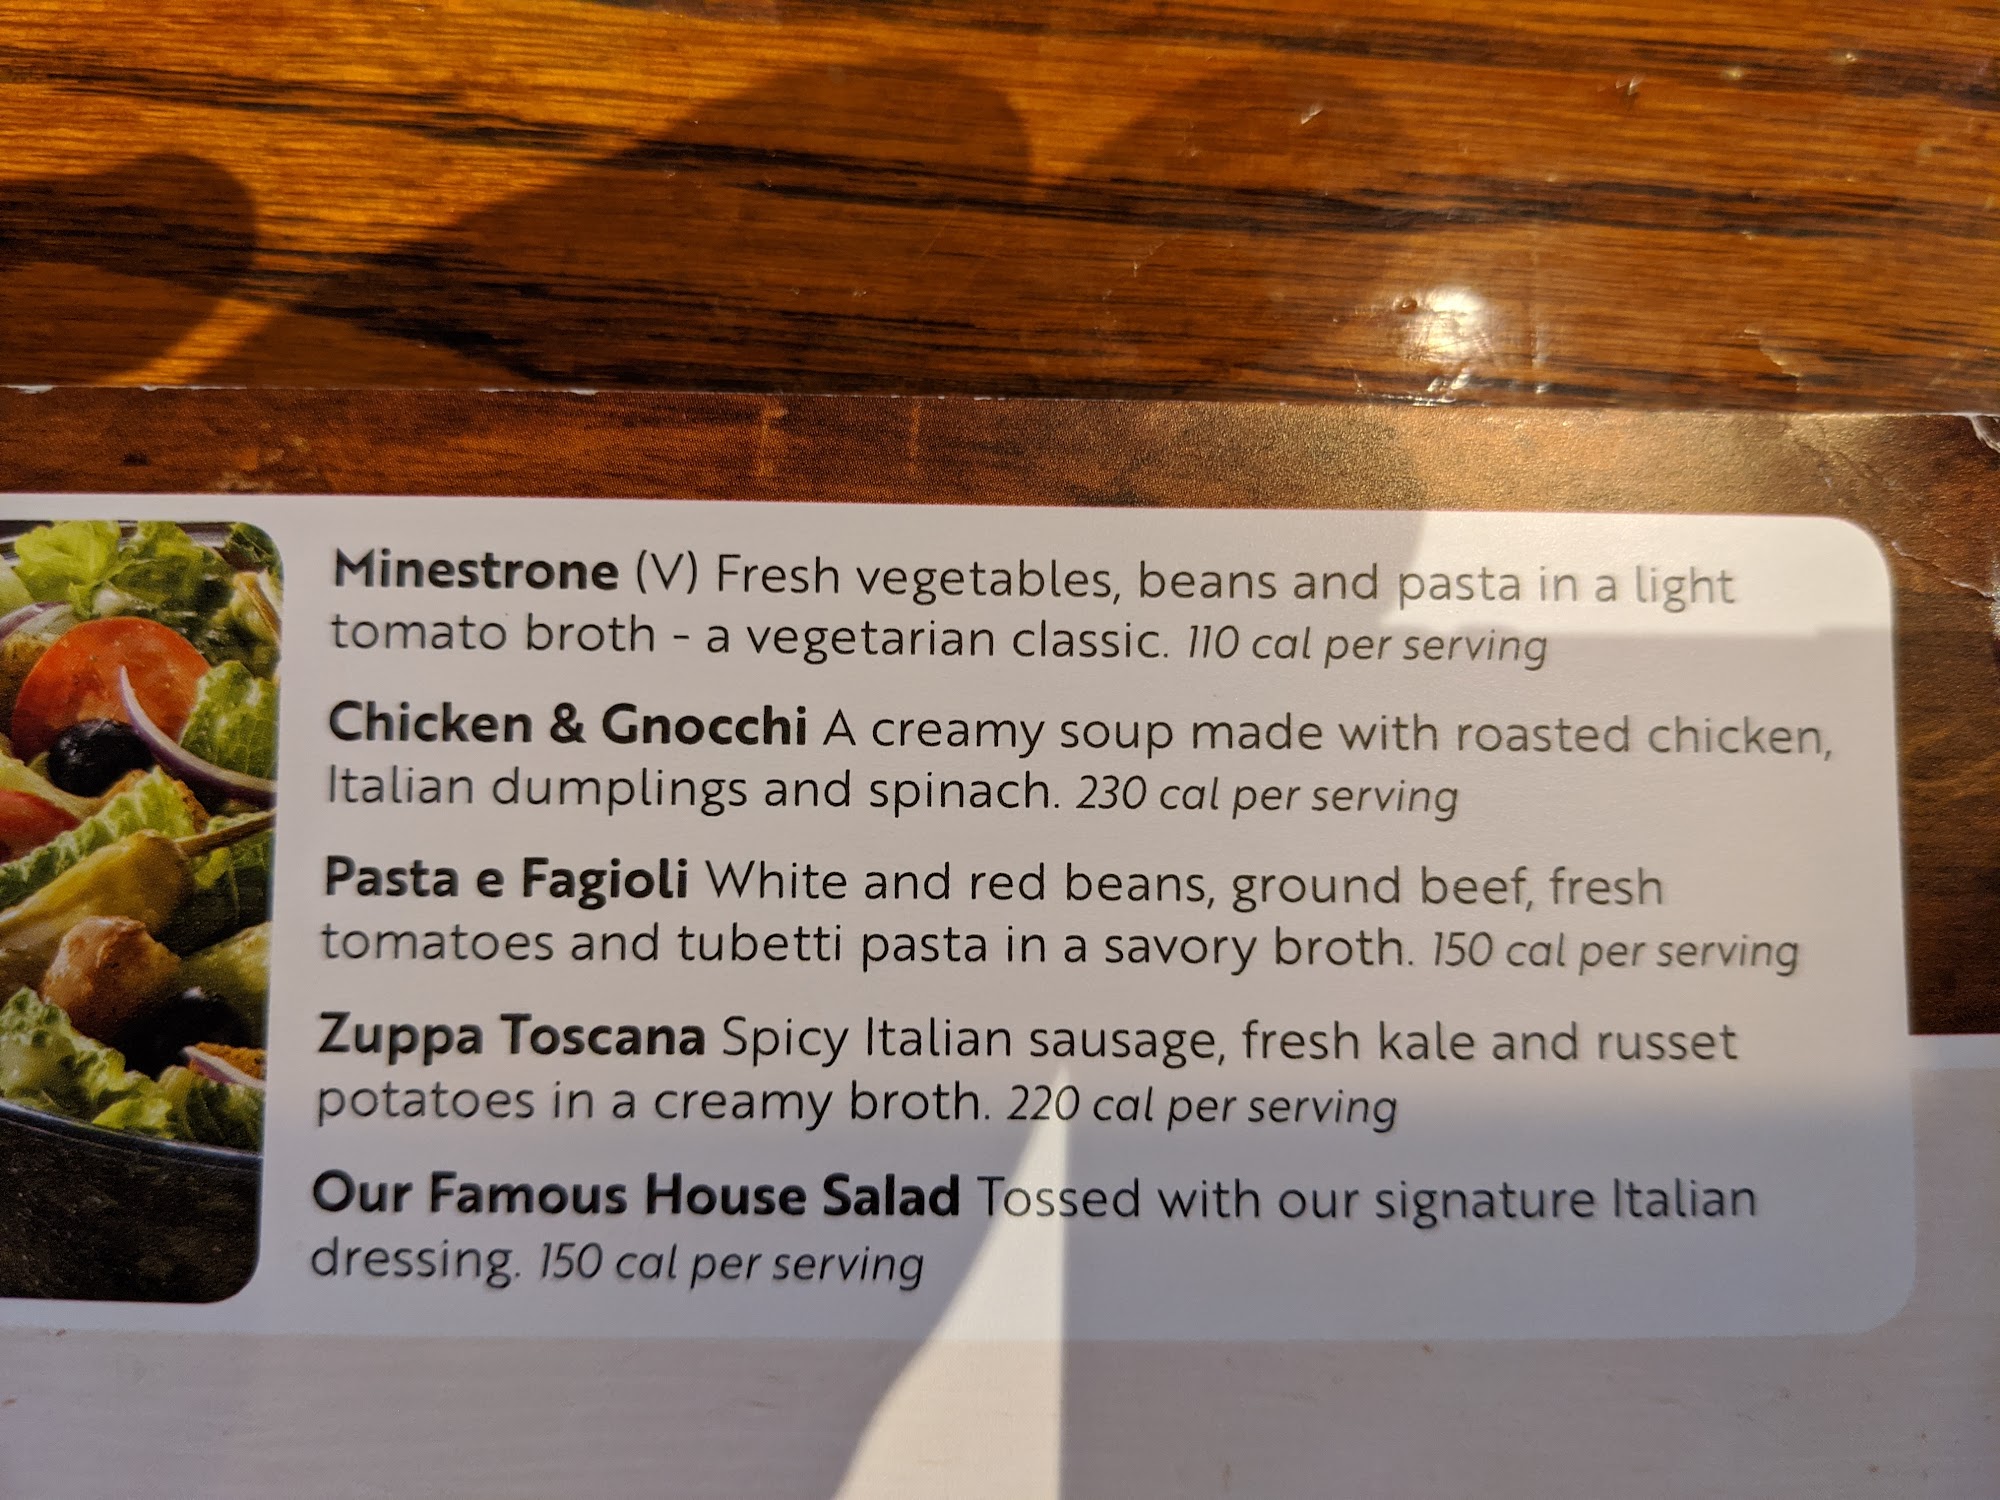 Minestrone (V) Fresh vegetables, beans and pasta in a light
tomato broth - a vegetarian classic. 110 cal per serving
Chicken & Gnocchi A creamy soup made with roasted chicken,
Italian dumplings and spinach. 230 cal per serving
Pasta e Fagioli White and red beans, ground beef, fresh
tomatoes and tubetti pasta in a savory broth. 150 cal per serving
Zuppa Toscana Spicy Italian sausage, fresh kale and russet
potatoes in a creamy broth. 220 cal per serving
Our Famous House Salad Tossed with our signature Italian
dressing. 150 cal per serving